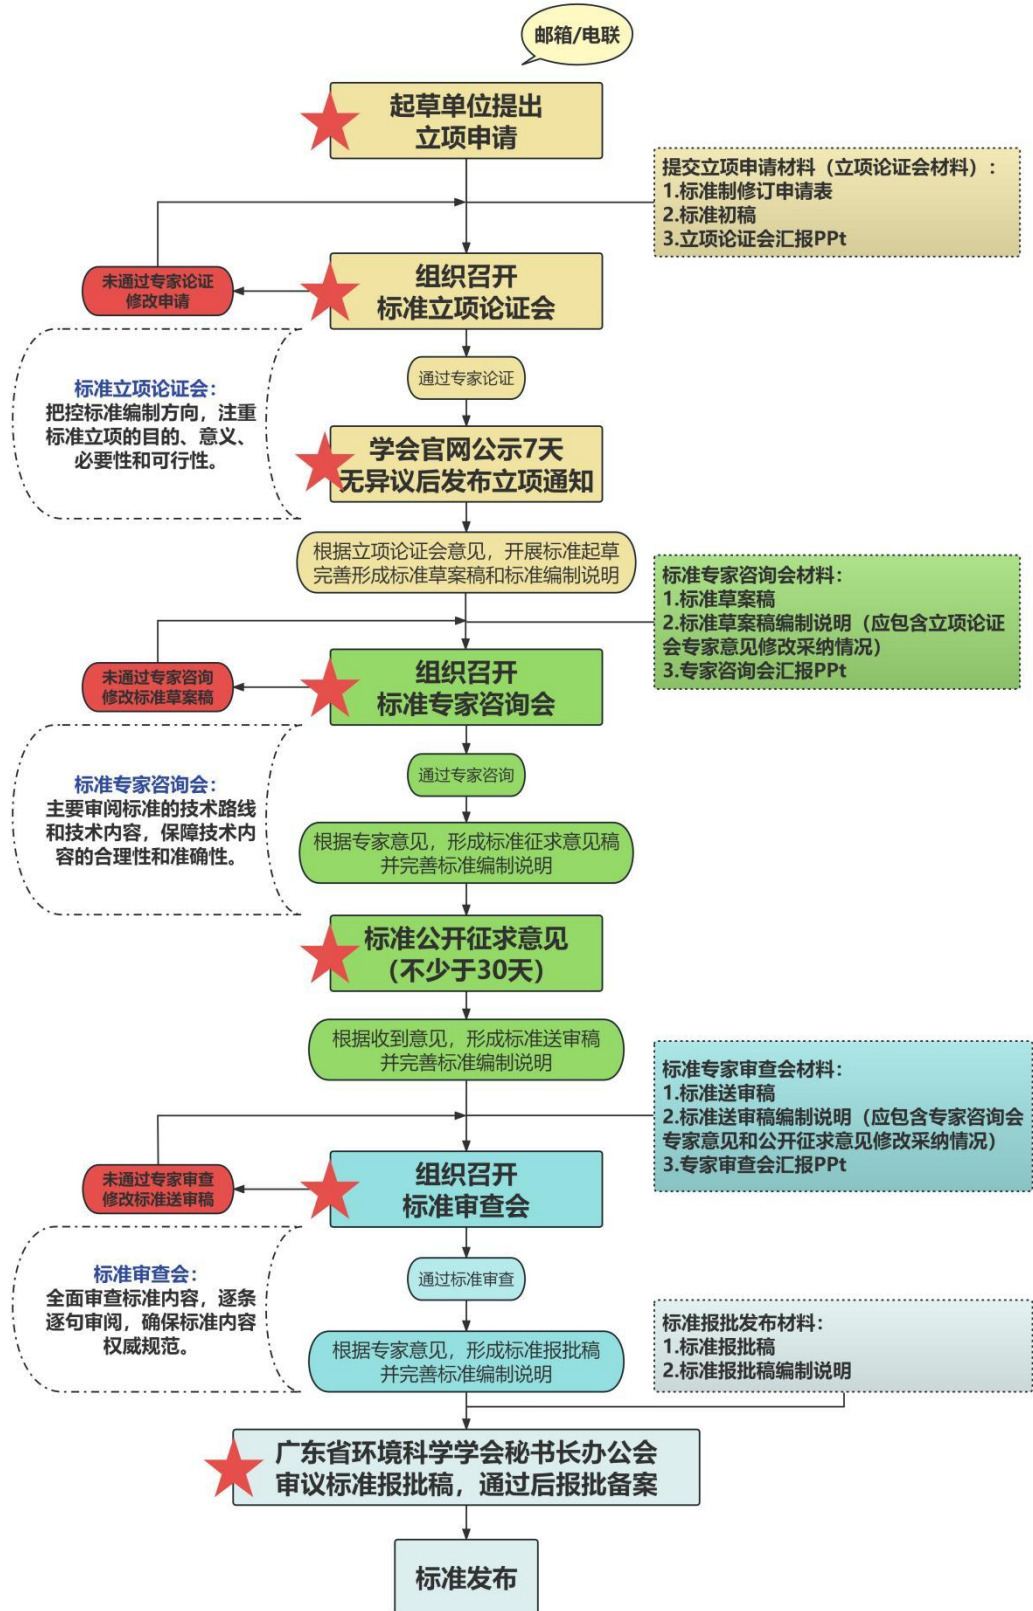 邮箱/电联
起草单位提出
立项申请
提交立项申请材料（立项论证会材料）：
1.标准制修订申请表
2.标准初稿
3.立项论证会汇报PPt
未通过专家论证
修改申请
组织召开
标准立项论证会
标准立项论证会：
把控标准编制方向，注重
标准立项的目的、意义、
必要性和可行性。
通过专家论证
学会官网公示7天
无异议后发布立项通知
根据立项论证会意见，开展标准起草
完善形成标准草案稿和标准编制说明
标准专家咨询会材料：
1.标准草案稿
2.标准草案稿编制说明（应包含立项论证
会专家意见修改采纳情况）
3.专家咨询会汇报PPt
未通过专家咨询
修改标准草案稿
组织召开
标准专家咨询会
标准专家咨询会：
主要审阅标准的技术路线
和技术内容，保障技术内
容的合理性和准确性。
通过专家咨询
根据专家意见，形成标准征求意见稿
并完善标准编制说明
标准公开征求意见
（不少于30天）
根据收到意见，形成标准送审稿
并完善标准编制说明
标准专家审查会材料：
1.标准送审稿
2.标准送审稿编制说明（应包含专家咨询会
专家意见和公开征求意见修改采纳情况）
3.专家审查会汇报PPt
未通过专家审查
修改标准送审稿
组织召开
标准审查会
标准审查会：
全面审查标准内容，逐条
逐句审阅，确保标准内容
权威规范。
通过标准审查
根据专家意见，形成标准报批稿
并完善标准编制说明
标准报批发布材料：
1.标准报批稿
2.标准报批稿编制说明
广东省环境科学学会秘书长办公会
审议标准报批稿，通过后报批备案
标准发布